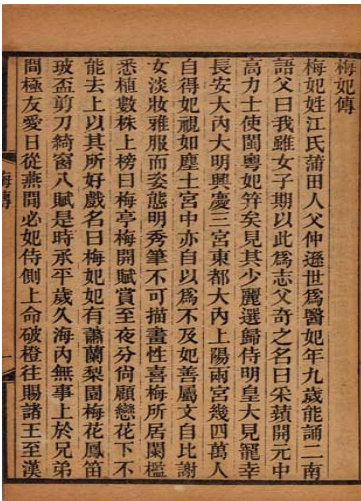 梅妃傳
梅妃姓江氏莆田人父仲遜世爲醫妃年九歲能誦二南
語父曰我雖女子期以此爲志父奇之名曰采蘋開元中
高力士使閩粵妃笄矣見其少麗選歸侍明皇大見寵幸
長安大內大明興慶三宮東都大內上陽兩宮幾四萬人
自得妃視如塵土宮中亦自以爲不及妃善屬文自比謝
女淡妝雅服而姿態明秀筆不可描畫性喜梅所居闌檻
悉植數株上榜曰梅亭梅開賦賞至夜分尙顧戀花下不
能去上以其所好戲名曰梅妃妃有蕭蘭梨園梅花鳳笛
玻盃剪刀綺窗八賦是時承平歲久海內無事上於兄弟
間極友愛日從燕閒必妃侍側上命破橙往賜諸王至漢
梅傳
一